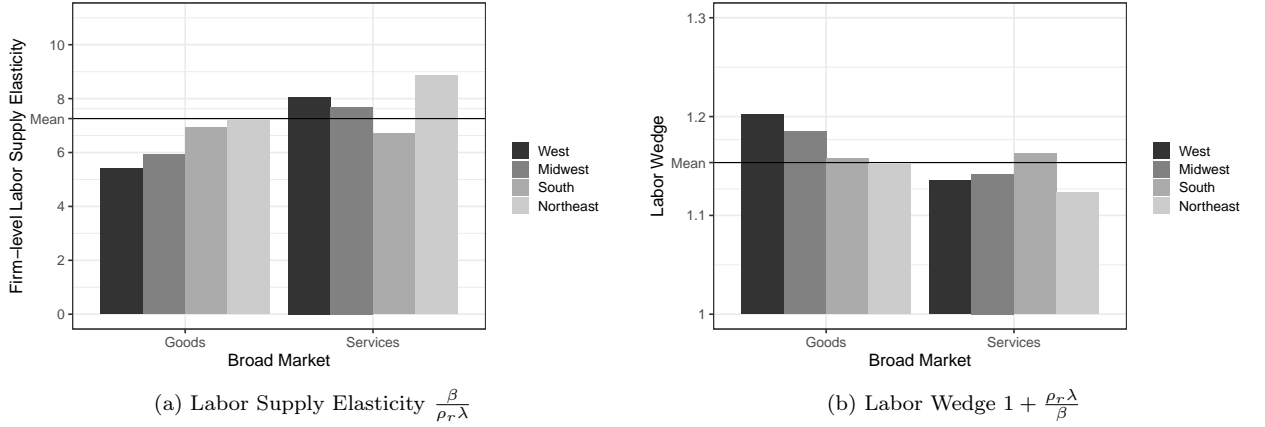 Firm−level Labor Supply Elasticity
10
8
Mean
6
4
2
0
Goods
Services
Broad Market
West
Midwest
South
Northeast
(a) Labor Supply Elasticity β/ρ_rλ
Labor Wedge
1.3
1.2
Mean
1.1
1
Goods
Services
Broad Market
West
Midwest
South
Northeast
(b) Labor Wedge 1 + ρ_rλ/β